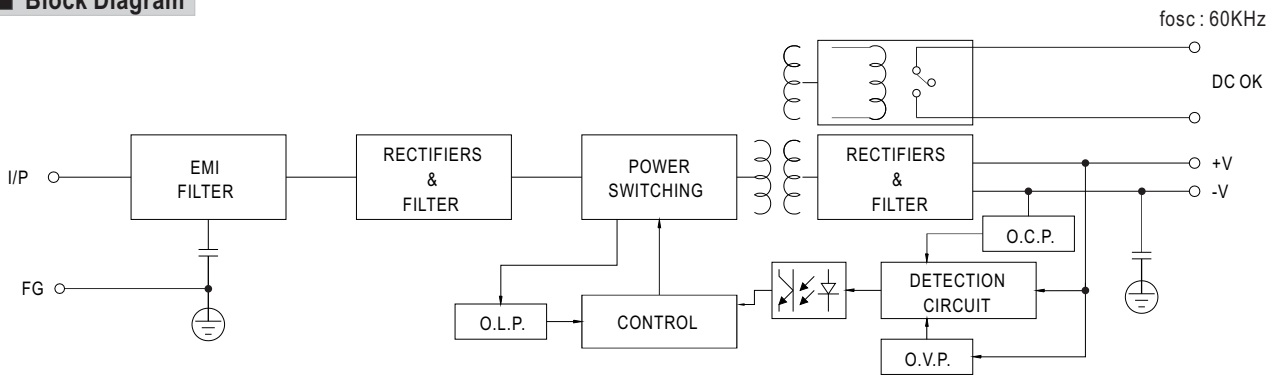 ■ Block Diagram
fosc : 60KHz
DC OK
I/P
EMI
FILTER
RECTIFIERS
&
FILTER
POWER
SWITCHING
RECTIFIERS
&
FILTER
+V
-V
O.C.P.
FG
O.L.P.
CONTROL
DETECTION
CIRCUIT
O.V.P.